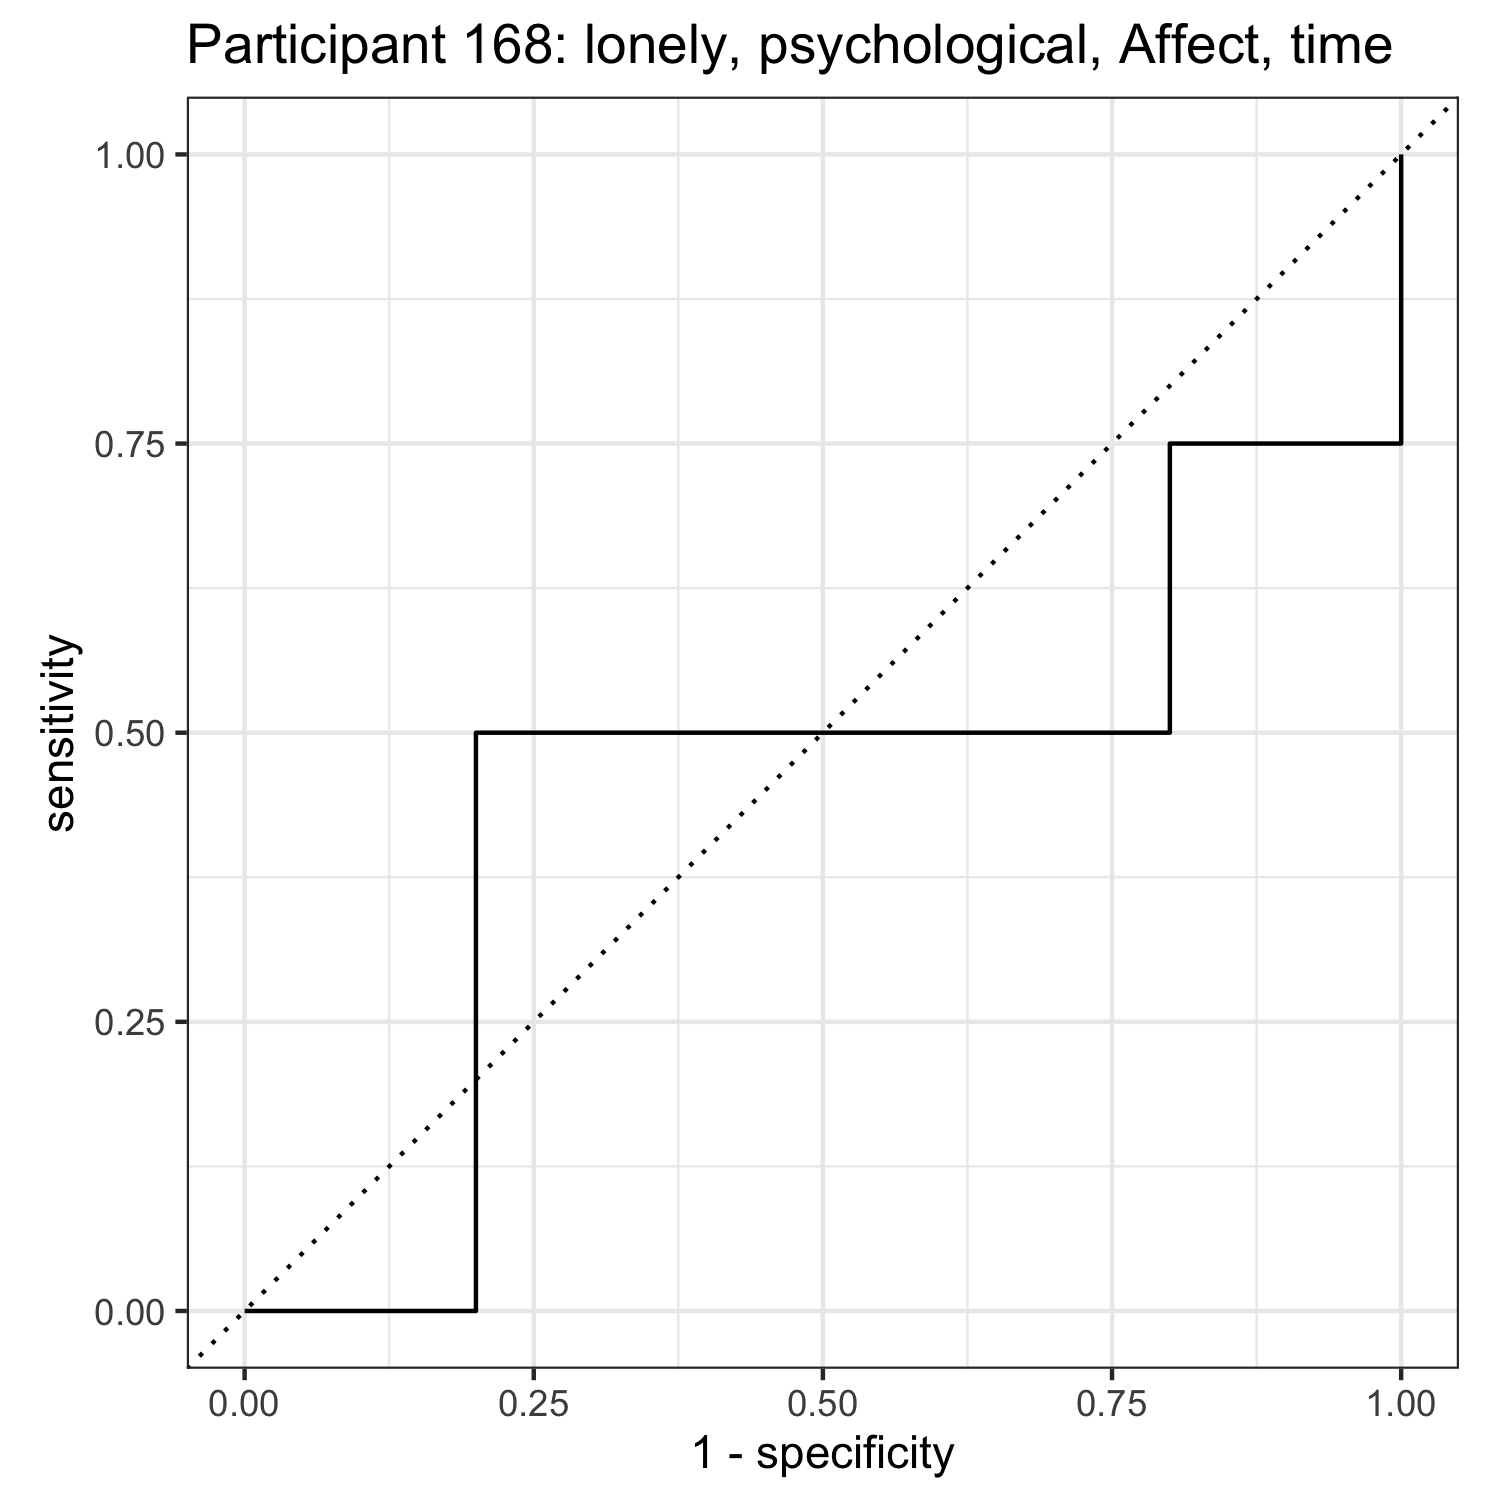 Participant 168: lonely, psychological, Affect, time
1.00
0.75
0.50
0.25
0.00
sensitivity
0.00 0.25 0.50 0.75 1.00
1 - specificity